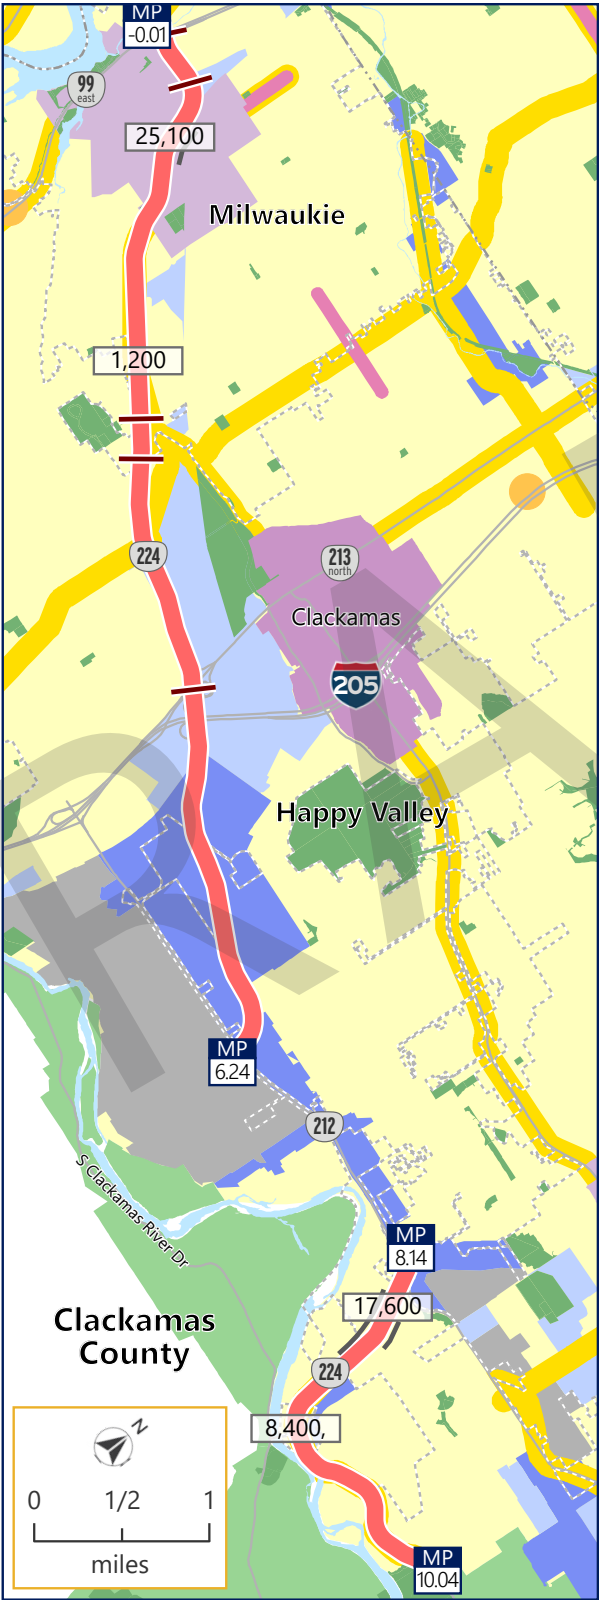 MP
-0.01
99
east
25,100
Milwaukie
1,200
224
213
north
Clackamas
205
Happy Valley
MP
6.24
212
S Clackamas River Dr
MP
8.14
17,600
Clackamas
County
224
8,400,
N
0 1/2 1
miles
MP
10.04